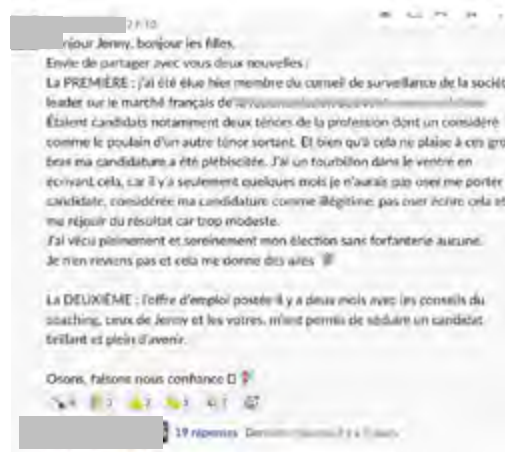 Bonjour Jenny, bonjour les filles,
Envie de partager avec vous deux nouvelles :
La PREMIÈRE : j'ai été élue hier membre du conseil de surveillance de la sociét
leader sur le marché français de
Étaient candidats notamment deux ténors de la profession dont un considéré
comme le poulain d'un autre ténor sortant. Et bien qu'à cela ne plaise à ces gro
bras ma candidature a été plébiscitée. J'ai un tourbillon dans le ventre en
écrivant cela, car il y a seulement quelques mois je n'aurais pas oser me porter
candidate, considérée ma candidature comme illégitime, pas oser écrire cela et
me réjouir du résultat car trop modeste.
J'ai vécu pleinement et sereinement mon élection sans forfanterie aucune.
Je n'en reviens pas et cela me donne des ailes
La DEUXIÈME : l'offre d'emploi postée il y a deux mois avec les conseils du
coaching, ceux de Jenny et les votres, m'ont permis de séduire un candidat
brillant et plein d'avenir.
Osons, faisons nous confiance
19 réponses